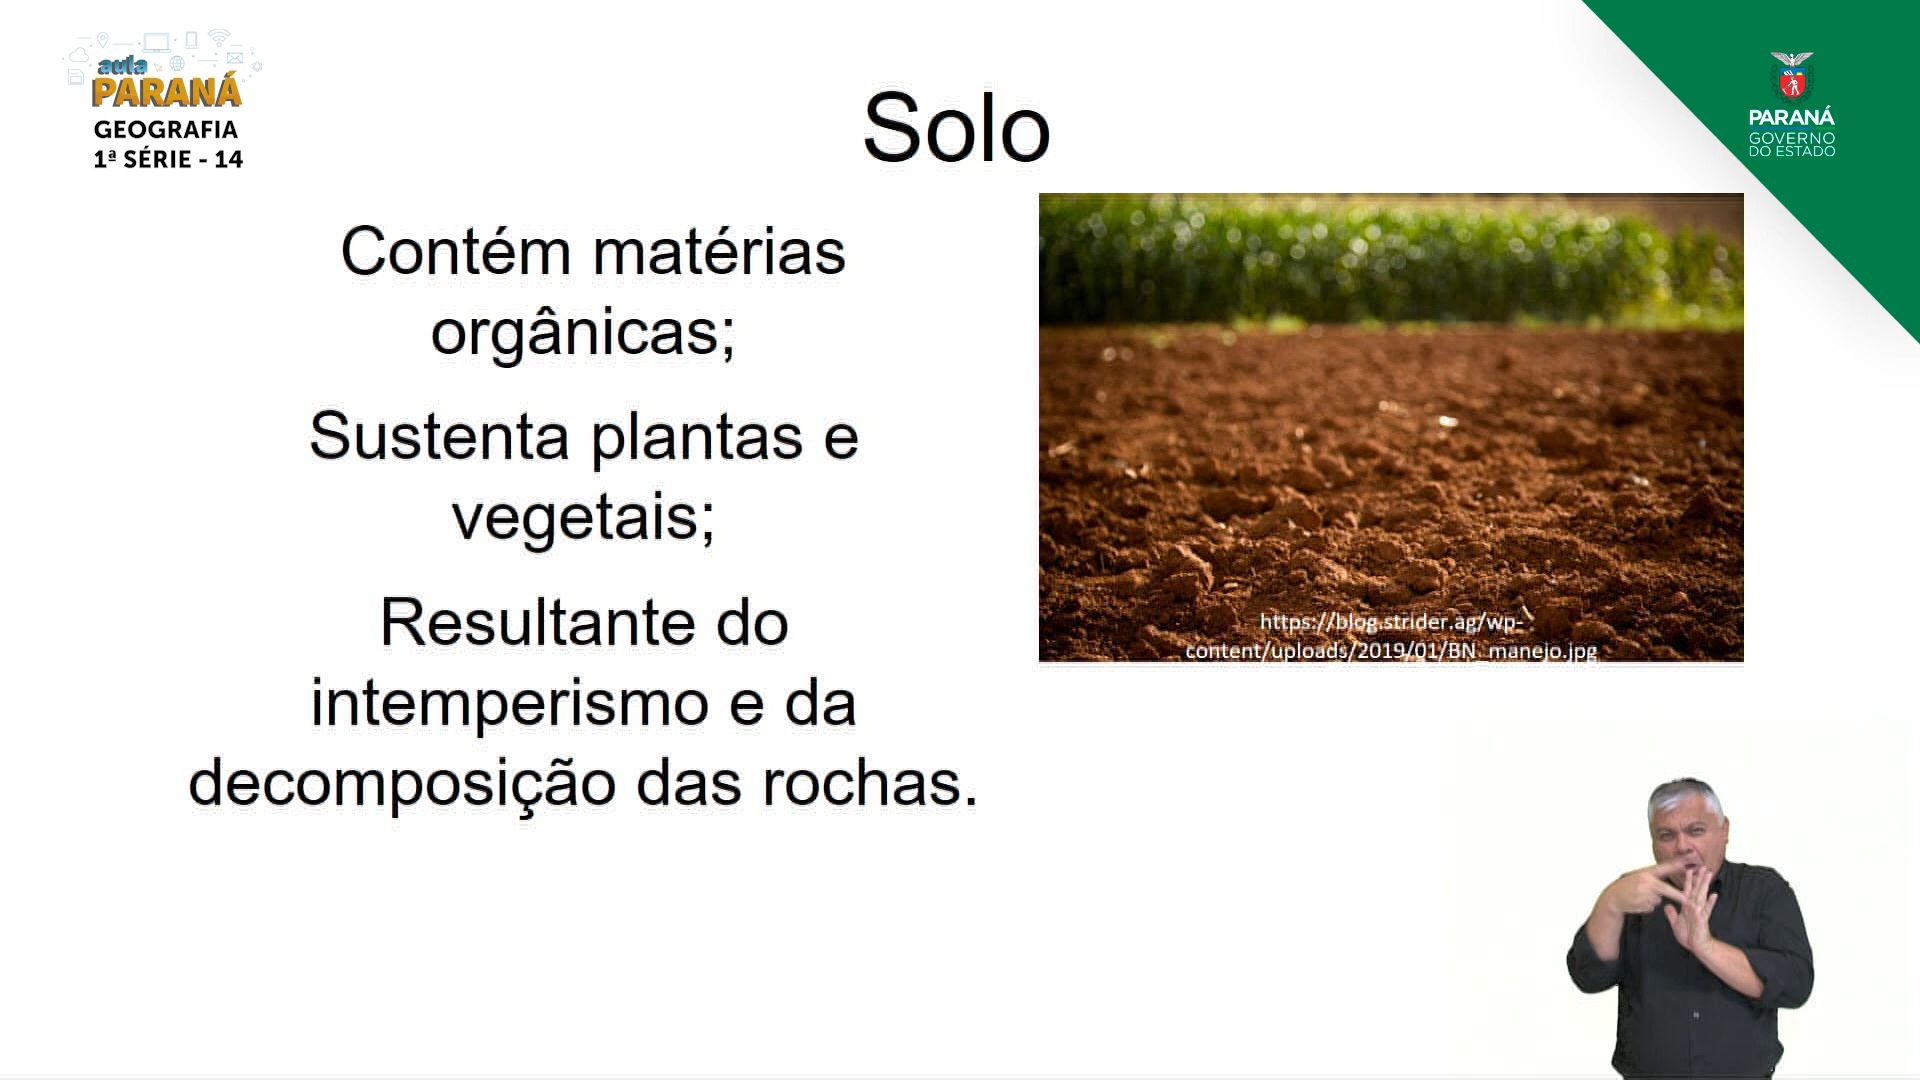 aula
PARANÁ
GEOGRAFIA
1ª SÉRIE - 14
Solo
PARANÁ
GOVERNO
DO ESTADO
Contém matérias
orgânicas;
Sustenta plantas e
vegetais;
Resultante do
intemperismo e da
decomposição das rochas.
https://blog.strider.ag/wp-
content/uploads/2019/01/BN_manejo.jpg